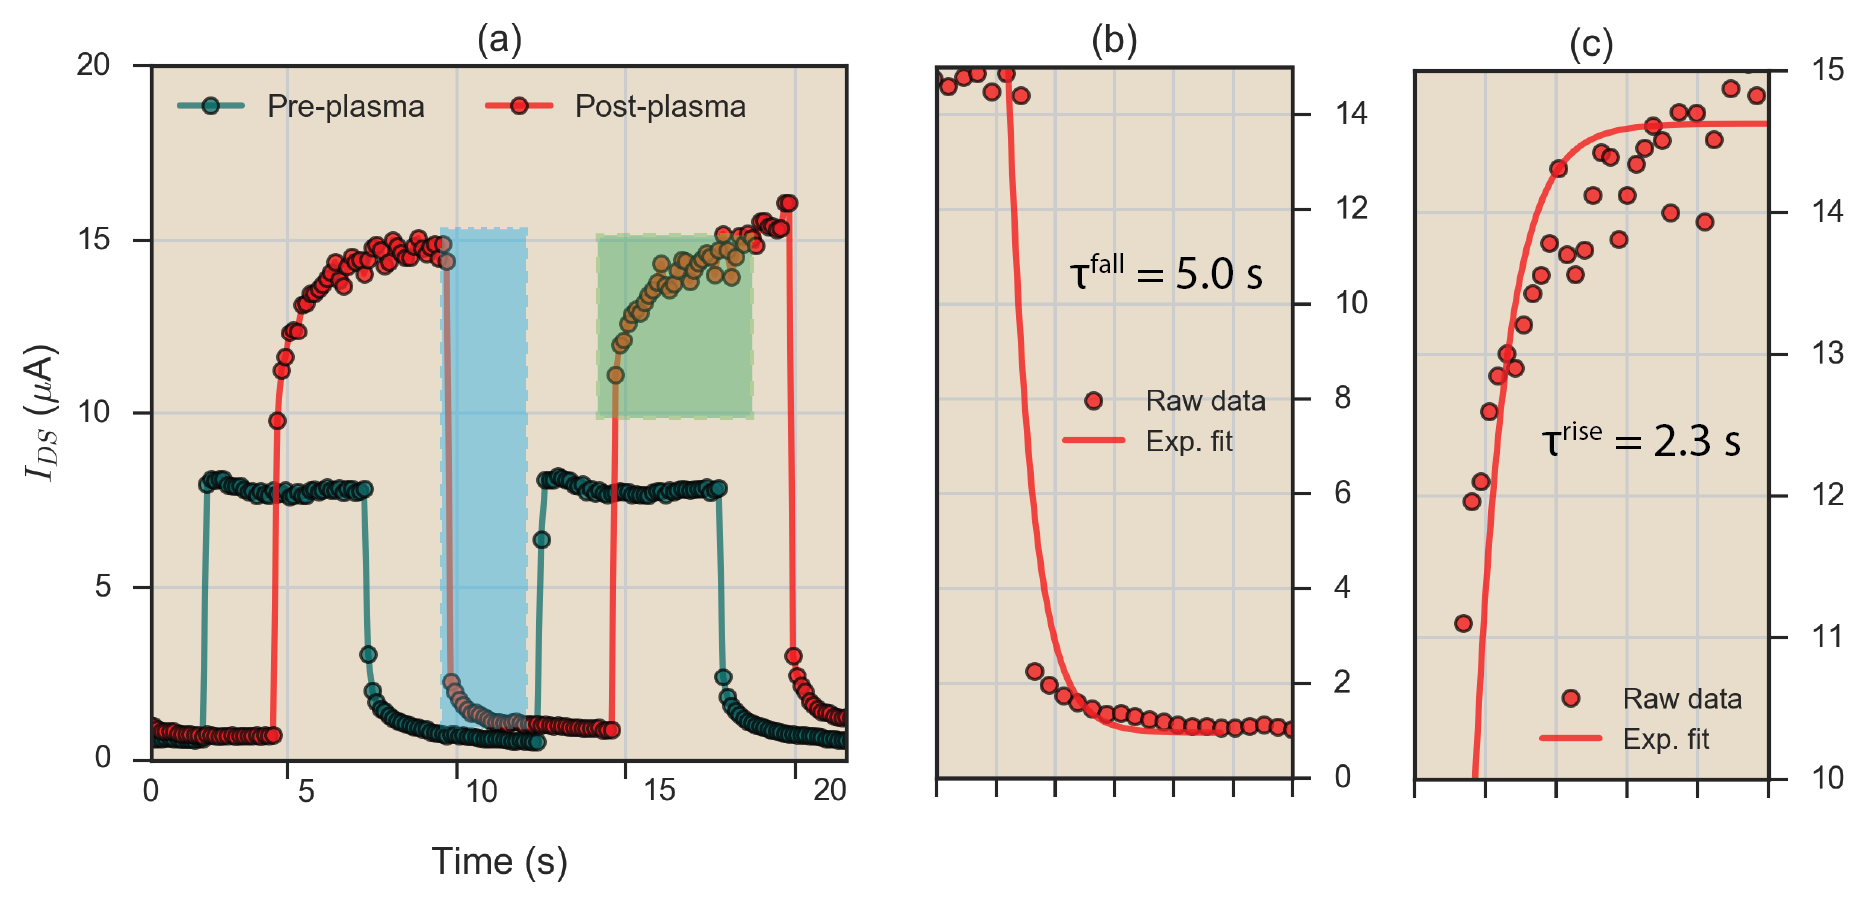 (a)
(b)
(c)
20
15
10
5
0
Pre-plasma
Post-plasma
I_DS (μA)
0
5
10
15
20
Time (s)
14
12
10
8
6
4
2
0
τ^fall = 5.0 s
Raw data
Exp. fit
15
14
13
12
11
10
τ^rise = 2.3 s
Raw data
Exp. fit